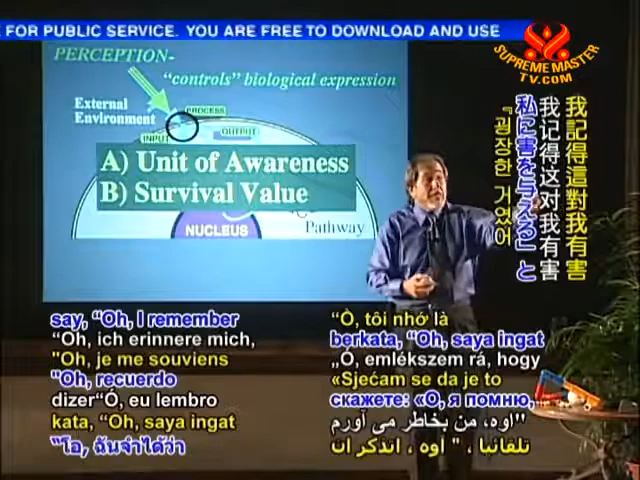 FOR PUBLIC SERVICE. YOU ARE FREE TO DOWNLOAD AND USE
SUPREME MASTER
TV.COM
PERCEPTION-
“controls” biological expression
External
Environment
PROCESS
INPUT
OUTPUT
A) Unit of Awareness
B) Survival Value
NUCLEUS
Pathway
我記得這對我有害
我记得这对我有害
私に害を与える」と
『굉장한 거였어
say, “Oh, I remember
“Oh, ich erinnere mich,
"Oh, je me souviens
"Oh, recuerdo
dizer“Ó, eu lembro
kata, “Oh, saya ingat
“โอ, ฉันจำได้ว่า
“Ồ, tôi nhớ là
berkata, “Oh, saya ingat
„Ó, emlékszem rá, hogy
«Sjećam se da je to
скажете: «О, я помню,
"اوه، من بخاطر می آورم
تلقائيا ، " اوه ، اتذكر ان